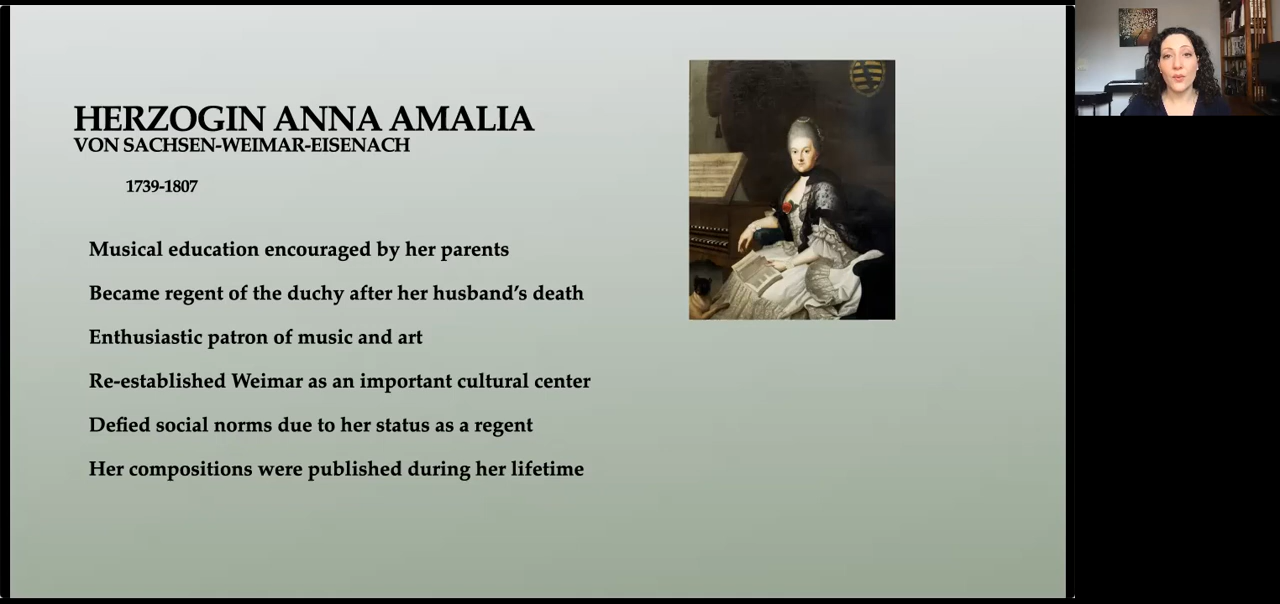 HERZOGIN ANNA AMALIA
VON SACHSEN-WEIMAR-EISENACH
1739-1807
Musical education encouraged by her parents
Became regent of the duchy after her husband’s death
Enthusiastic patron of music and art
Re-established Weimar as an important cultural center
Defied social norms due to her status as a regent
Her compositions were published during her lifetime